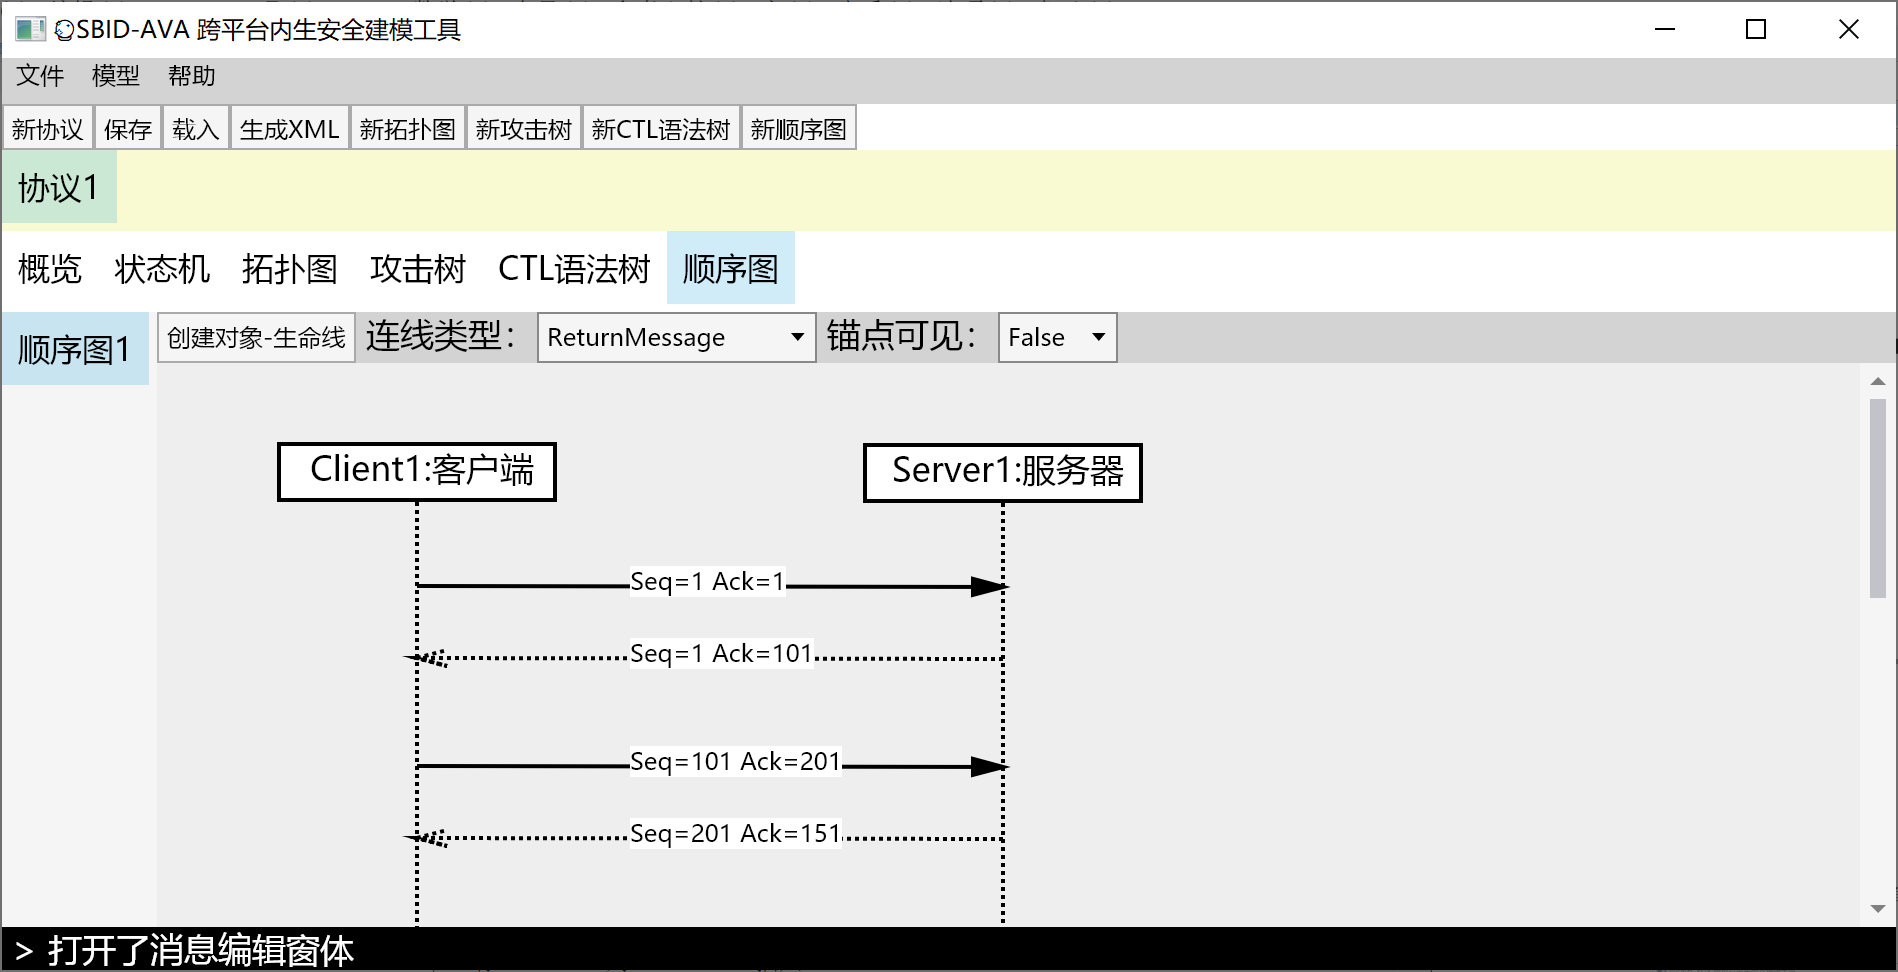 SBID-AVA 跨平台内生安全建模工具
文件 模型 帮助
新协议 保存 载入 生成XML 新拓扑图 新攻击树 新CTL语法树 新顺序图
协议1
概览 状态机 拓扑图 攻击树 CTL语法树 顺序图
顺序图1
创建对象-生命线 连线类型： ReturnMessage 锚点可见： False
Client1:客户端 Server1:服务器
Seq=1 Ack=1
Seq=1 Ack=101
Seq=101 Ack=201
Seq=201 Ack=151
> 打开了消息编辑窗体